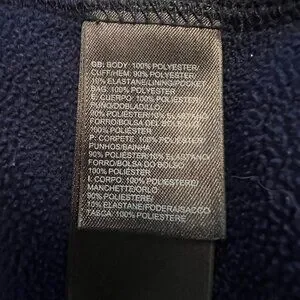 GB: BODY: 100% POLYESTER
CUFF/HEM: 90% POLYESTER/
10% ELASTANE/LINING/POCKET
BAG: 100% POLYESTER
E: CUERPO: 100% POLIÉSTER
PUÑO/DOBLADILLO:
90% POLIÉSTER/10% ELASTANO/
FORRO/BOLSA DEL BOLSILLO:
100% POLIÉSTER
P: CORPETE: 100% POLIÉSTER
PUNHOS/BAINHA:
90% POLIÉSTER/10% ELASTANO/
FORRO/BOLSA DO BOLSO:
100% POLIÉSTER
I: CORPO: 100% POLIESTERE
MANCHETTE/ORLO:
90% POLIESTERE/
10% ELASTANE/FODERA/SACCO
TASCA: 100% POLIESTERE